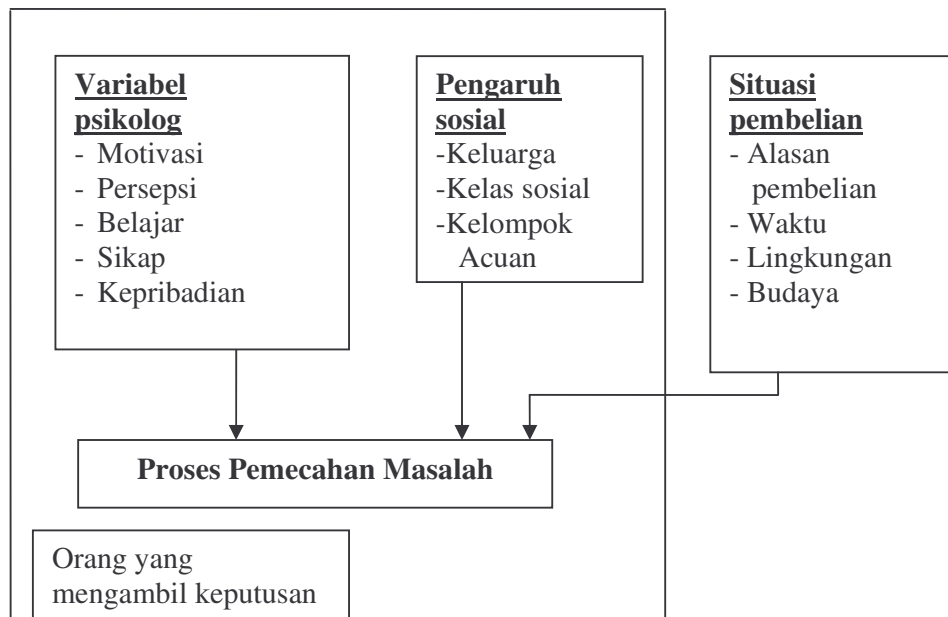 Variabel
psikolog
- Motivasi
- Persepsi
- Belajar
- Sikap
- Kepribadian
Pengaruh
sosial
-Keluarga
-Kelas sosial
-Kelompok
Acuan
Situasi
pembelian
- Alasan
pembelian
- Waktu
- Lingkungan
- Budaya
Proses Pemecahan Masalah
Orang yang
mengambil keputusan